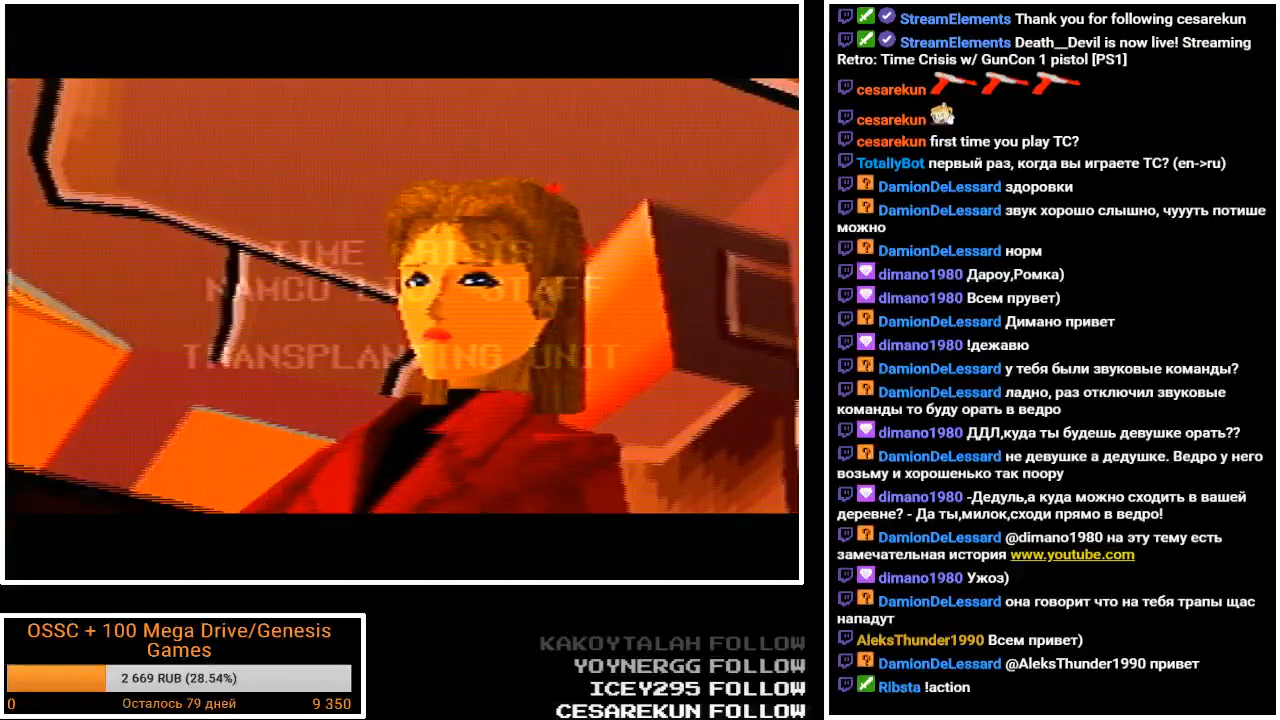 TIME CRISIS
NAMCO LTD. STAFF
TRANSPLANTING UNIT
OSSC + 100 Mega Drive/Genesis
Games
2 669 RUB (28.54%)
0 Осталось 79 дней 9 350
KAKOYTALAH FOLLOW
YOYNERGG FOLLOW
ICEY295 FOLLOW
CESAREKUN FOLLOW
StreamElements Thank you for following cesarekun
StreamElements Death__Devil is now live! Streaming
Retro: Time Crisis w/ GunCon 1 pistol [PS1]
cesarekun
cesarekun
cesarekun first time you play TC?
TotallyBot первый раз, когда вы играете TC? (en->ru)
DamionDeLessard здоровки
DamionDeLessard звук хорошо слышно, чуууть потише
можно
DamionDeLessard норм
dimano1980 Дароу,Ромка)
dimano1980 Всем прувет)
DamionDeLessard Димано привет
dimano1980 !дежавю
DamionDeLessard у тебя были звуковые команды?
DamionDeLessard ладно, раз отключил звуковые
команды то буду орать в ведро
dimano1980 ДДЛ,куда ты будешь девушке орать??
DamionDeLessard не девушке а дедушке. Ведро у него
возьму и хорошенько так поору
dimano1980 -Дедуль,а куда можно сходить в вашей
деревне? - Да ты,милок,сходи прямо в ведро!
DamionDeLessard @dimano1980 на эту тему есть
замечательная история www.youtube.com
dimano1980 Ужоз)
DamionDeLessard она говорит что на тебя трапы щас
нападут
AleksThunder1990 Всем привет)
DamionDeLessard @AleksThunder1990 привет
Ribsta !action